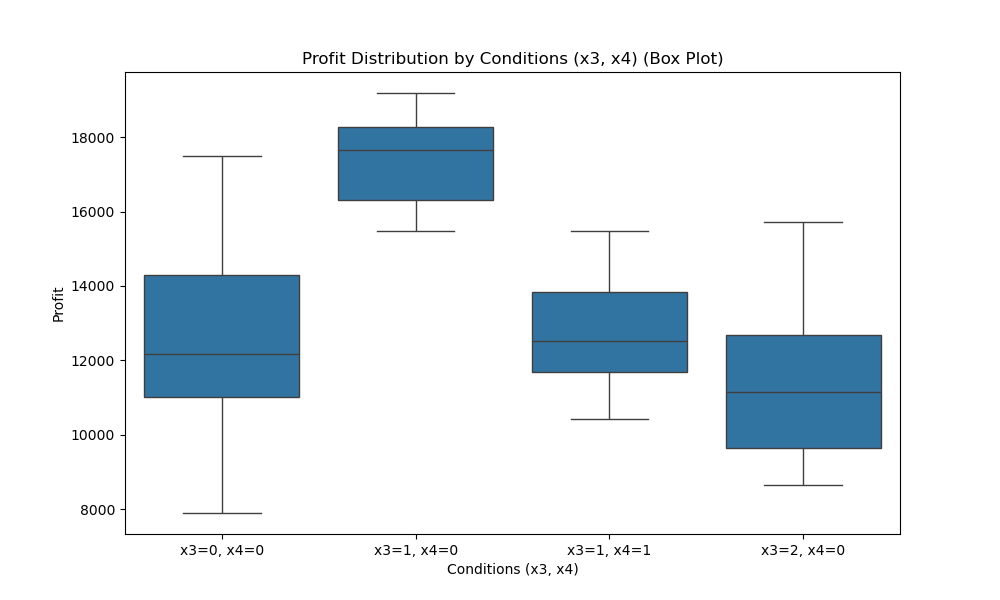 Profit Distribution by Conditions (x3, x4) (Box Plot)
Profit
18000
16000
14000
12000
10000
8000
x3=0, x4=0
x3=1, x4=0
x3=1, x4=1
x3=2, x4=0
Conditions (x3, x4)